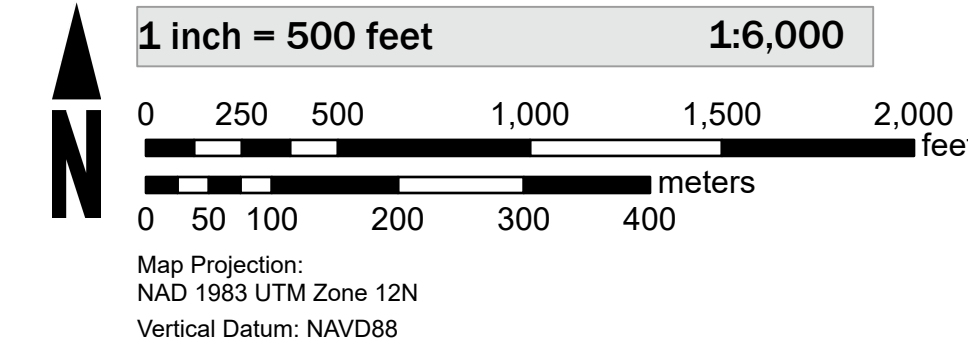 1 inch = 500 feet 1:6,000
0 250 500 1,000 1,500 2,000
feet
meters
0 50 100 200 300 400
N
Map Projection:
NAD 1983 UTM Zone 12N
Vertical Datum: NAVD88